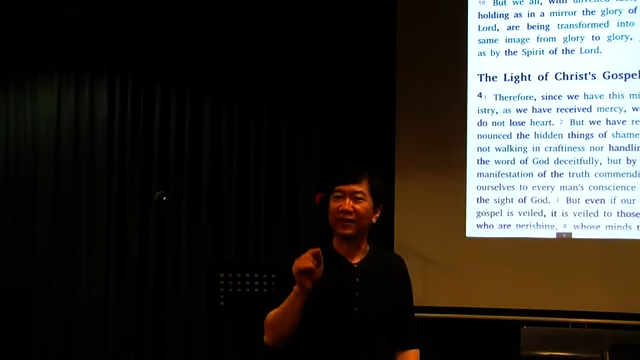 18 But we all, with unveiled face,
holding as in a mirror the glory of
Lord, are being transformed into
same image from glory to glory,
as by the Spirit of the Lord.
The Light of Christ's Gospel
4 1 Therefore, since we have this mi
istry, as we have received mercy, w
do not lose heart. 2 But we have re
nounced the hidden things of shame
not walking in craftiness nor handlin
the word of God deceitfully, but by
manifestation of the truth commendi
ourselves to every man's conscience
the sight of God. 3 But even if our
gospel is veiled, it is veiled to those
who are perishing, 4 whose minds t